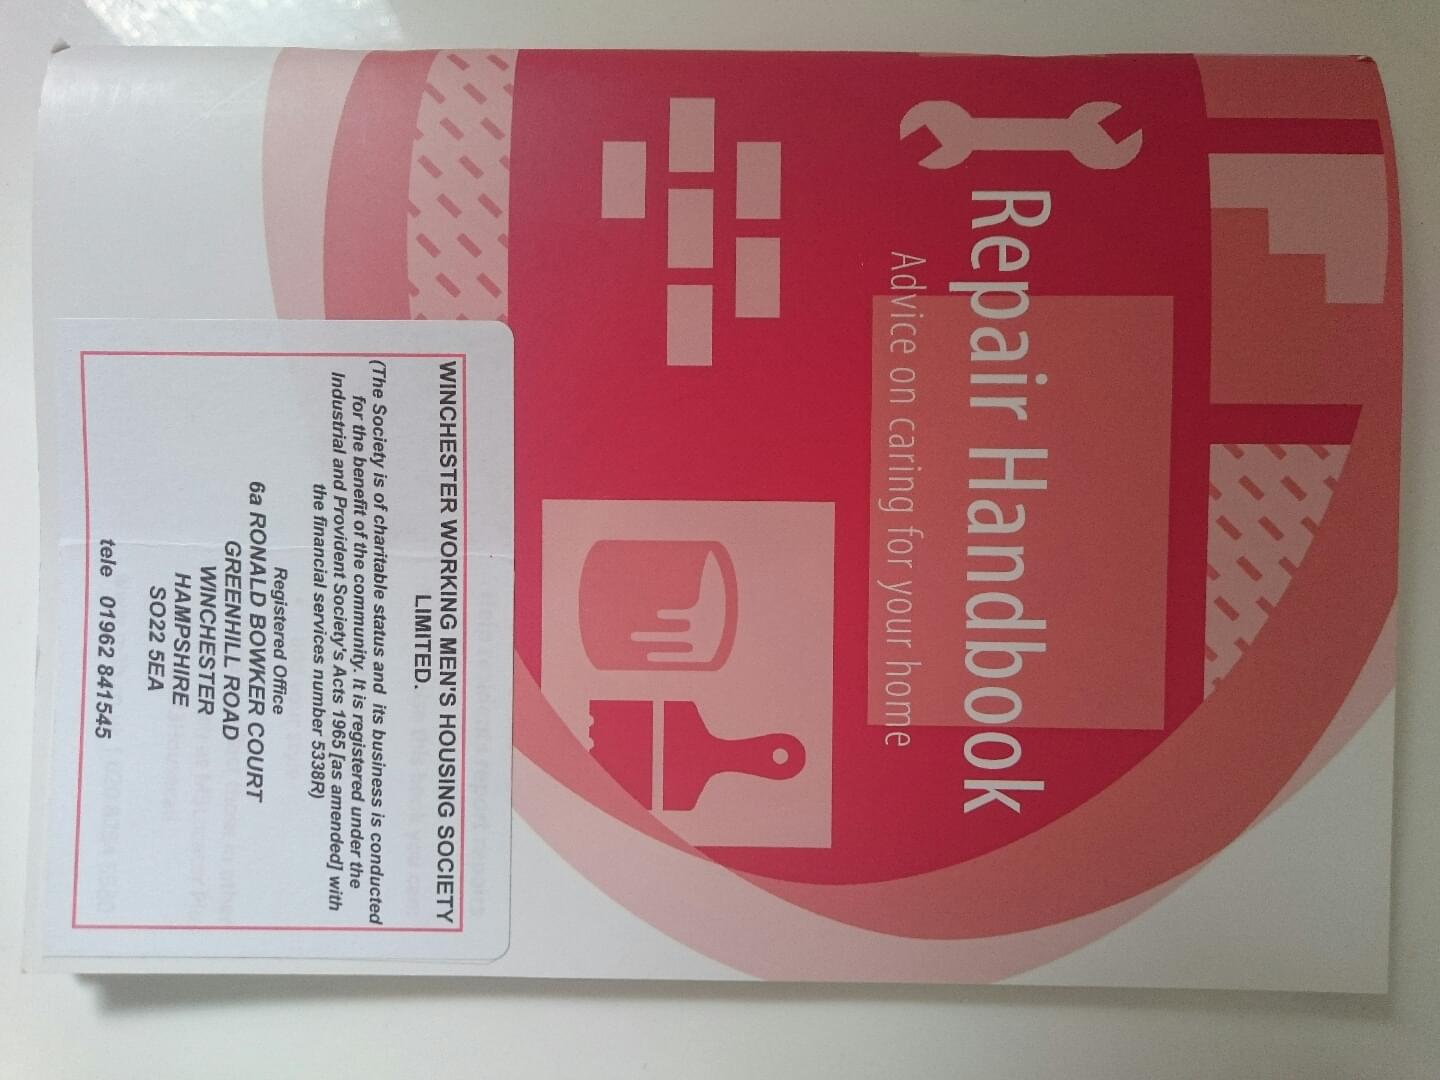 Repair Handbook
Advice on caring for your home
WINCHESTER WORKING MEN'S HOUSING SOCIETY
LIMITED.
(The Society is of charitable status and its business is conducted
for the benefit of the community. It is registered under the
Industrial and Provident Society's Acts 1965 [as amended] with
the financial services number 5338R)
Registered Office
6a RONALD BOWKER COURT
GREENHILL ROAD
WINCHESTER
HAMPSHIRE
SO22 5EA
tele 01962 841545